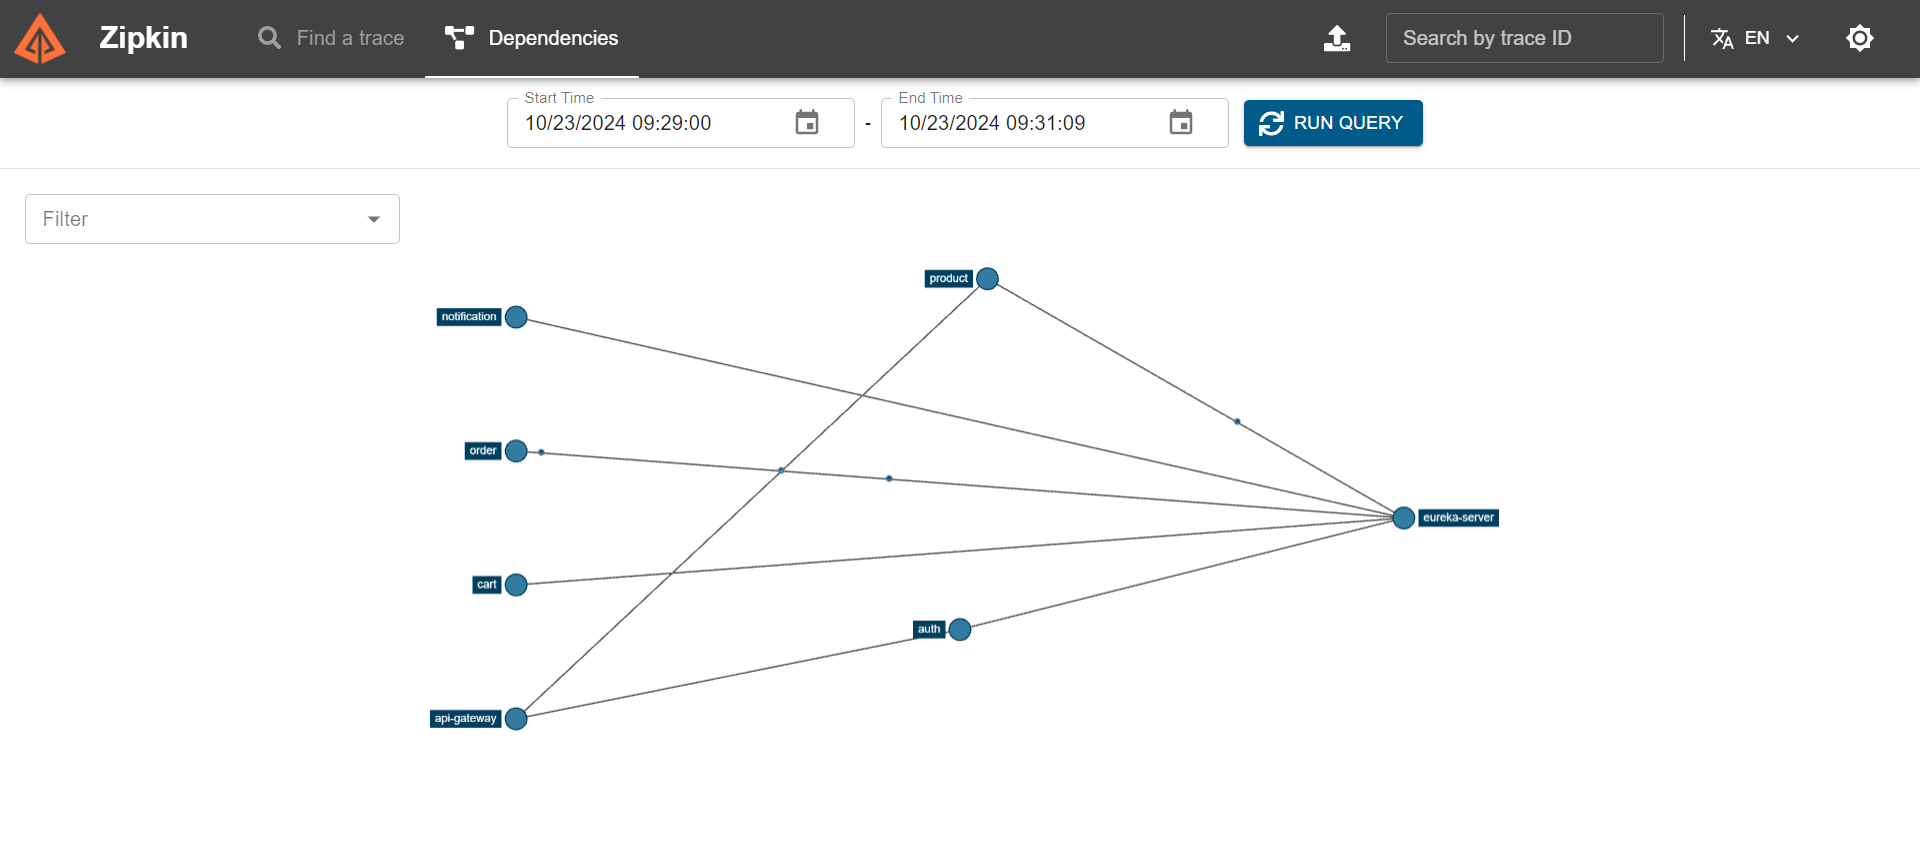 Zipkin
Find a trace
Dependencies
Search by trace ID
EN
Start Time
10/23/2024 09:29:00
-
End Time
10/23/2024 09:31:09
RUN QUERY
Filter
product
notification
order
eureka-server
cart
auth
api-gateway